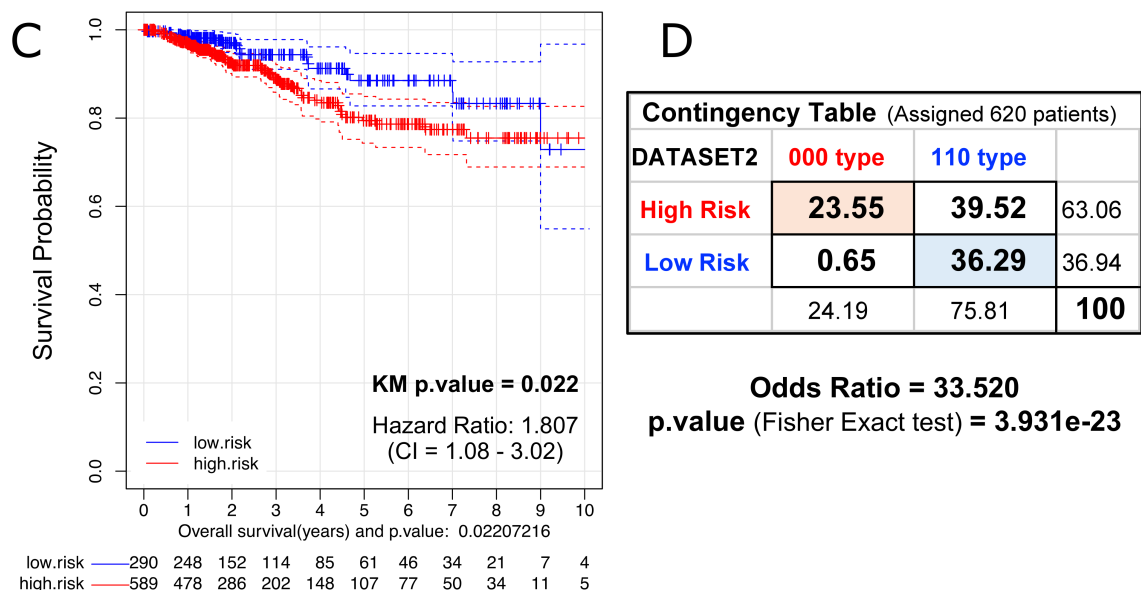 C
Survival Probability
1.0
0.8
0.6
0.4
0.2
0.0
KM p.value = 0.022
Hazard Ratio: 1.807
(CI = 1.08 - 3.02)
low.risk
high.risk
0 1 2 3 4 5 6 7 8 9 10
Overall survival(years) and p.value: 0.02207216
low.risk 290 248 152 114 85 61 46 34 21 7 4
high.risk 589 478 286 202 148 107 77 50 34 11 5
D
Contingency Table (Assigned 620 patients)
DATASET2 000 type 110 type
High Risk 23.55 39.52 63.06
Low Risk 0.65 36.29 36.94
24.19 75.81 100
Odds Ratio = 33.520
p.value (Fisher Exact test) = 3.931e-23